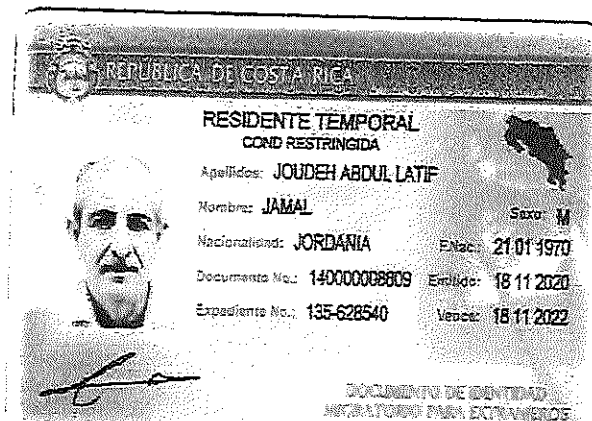 REPUBLICA DE COSTA RICA
RESIDENTE TEMPORAL
COND RESTRINGIDA
Apellidos: JOUDEH ABDUL LATIF
Nombre: JAMAL
Sexo: M
Nacionalidad: JORDANIA
F.Nac.: 21 01 1970
Documento No.: 140000008809
Emitido: 18 11 2020
Expediente No.: 135-628540
Vence: 18 11 2022
DOCUMENTO DE IDENTIDAD
MIGRATORIO PARA EXTRANJEROS